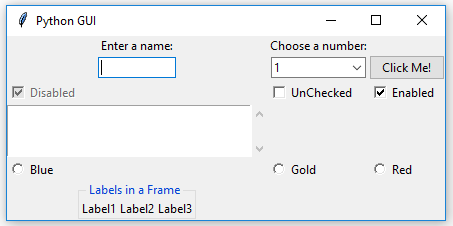 Python GUI
Enter a name: Choose a number:
1 Click Me!
Disabled UnChecked Enabled
Blue Gold Red
Labels in a Frame
Label1 Label2 Label3